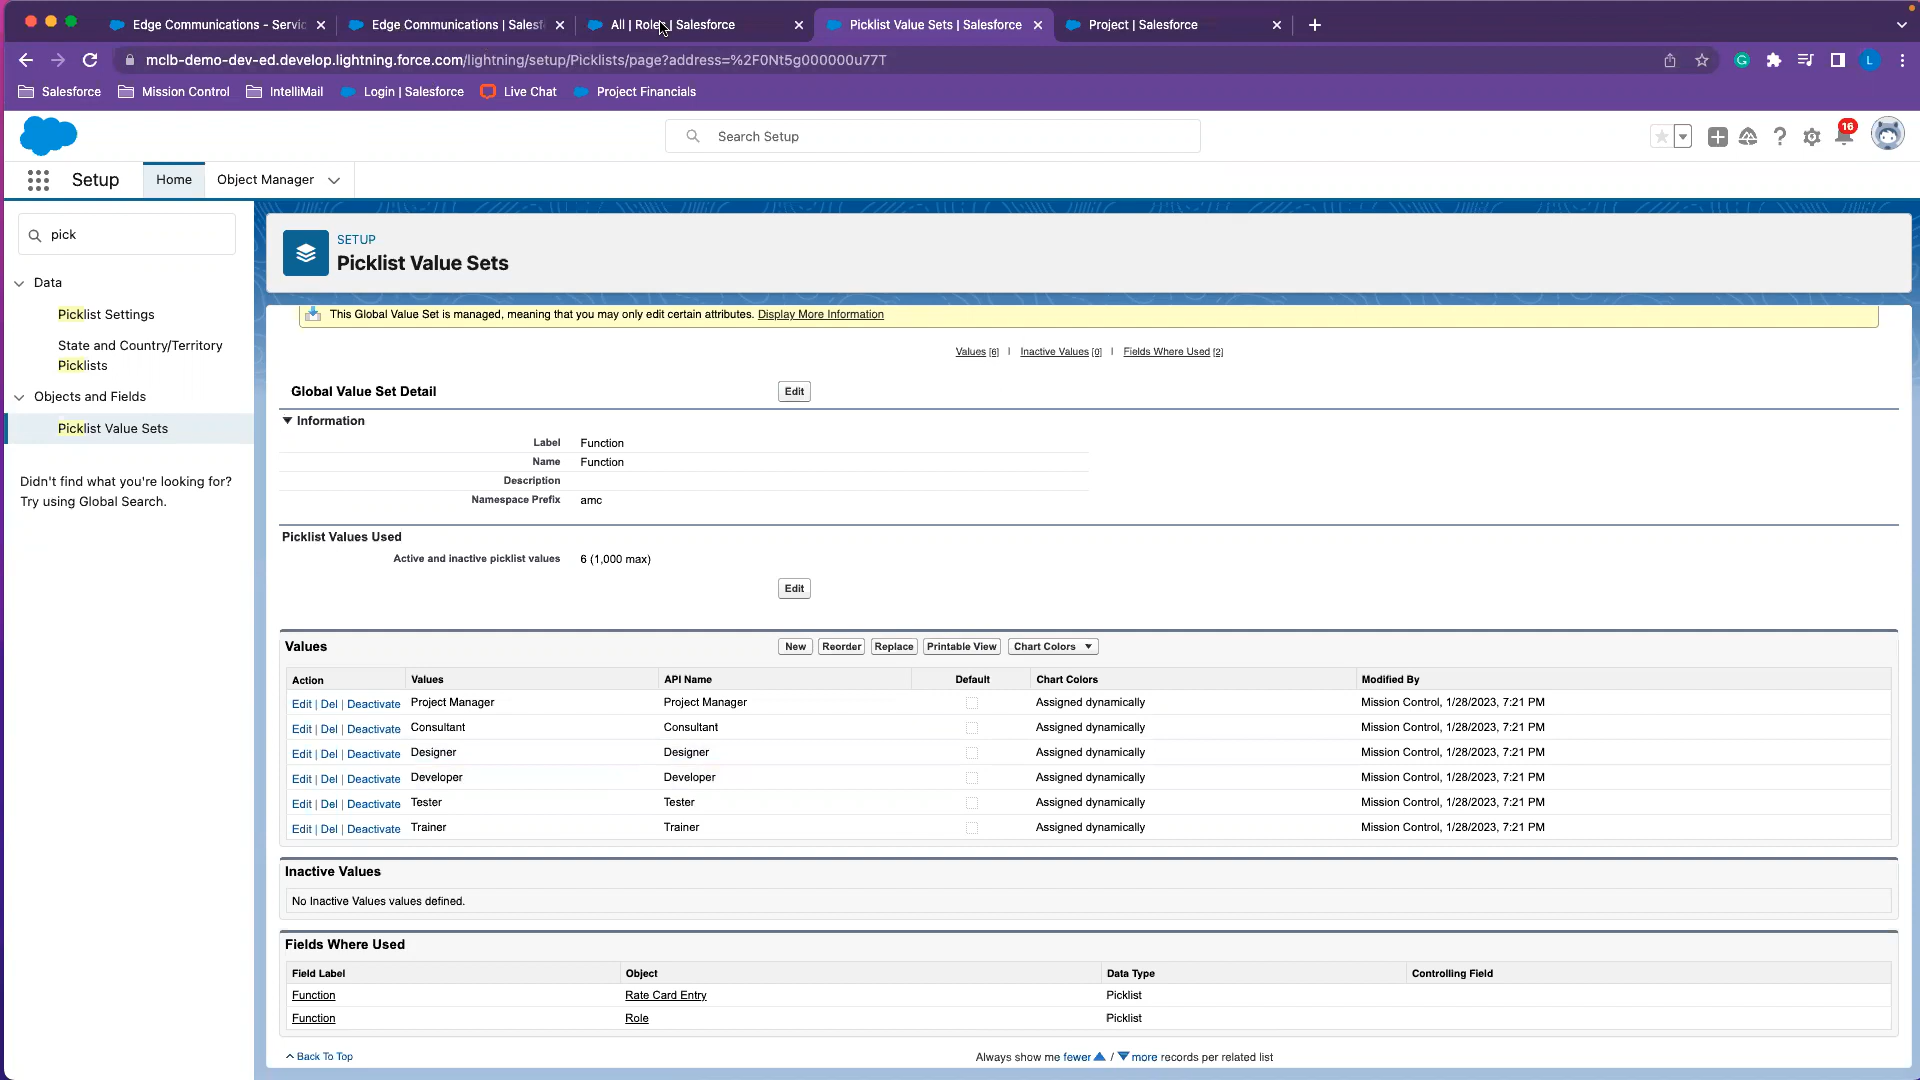 Edge Communications - Servic
Edge Communications | Salesf
All | Roles | Salesforce
Picklist Value Sets | Salesforce
Project | Salesforce
mclb-demo-dev-ed.develop.lightning.force.com/lightning/setup/Picklists/page?address=%2F0Nt5g000000u77T
G
L
Salesforce
Mission Control
IntelliMail
Login | Salesforce
Live Chat
Project Financials
Search Setup
16
Setup
Home
Object Manager
pick
Data
Picklist Settings
State and Country/Territory
Picklists
Objects and Fields
Picklist Value Sets
Didn't find what you're looking for?
Try using Global Search.
SETUP
Picklist Value Sets
This Global Value Set is managed, meaning that you may only edit certain attributes. Display More Information
Values [6] | Inactive Values [0] | Fields Where Used [2]
Global Value Set Detail
Edit
Information
Label Function
Name Function
Description
Namespace Prefix amc
Picklist Values Used
Active and inactive picklist values 6 (1,000 max)
Edit
Values
New Reorder Replace Printable View Chart Colors
Action Values API Name Default Chart Colors Modified By
Edit | Del | Deactivate Project Manager Project Manager Assigned dynamically Mission Control, 1/28/2023, 7:21 PM
Edit | Del | Deactivate Consultant Consultant Assigned dynamically Mission Control, 1/28/2023, 7:21 PM
Edit | Del | Deactivate Designer Designer Assigned dynamically Mission Control, 1/28/2023, 7:21 PM
Edit | Del | Deactivate Developer Developer Assigned dynamically Mission Control, 1/28/2023, 7:21 PM
Edit | Del | Deactivate Tester Tester Assigned dynamically Mission Control, 1/28/2023, 7:21 PM
Edit | Del | Deactivate Trainer Trainer Assigned dynamically Mission Control, 1/28/2023, 7:21 PM
Inactive Values
No Inactive Values values defined.
Fields Where Used
Field Label Object Data Type Controlling Field
Function Rate Card Entry Picklist
Function Role Picklist
Back To Top
Always show me fewer / more records per related list